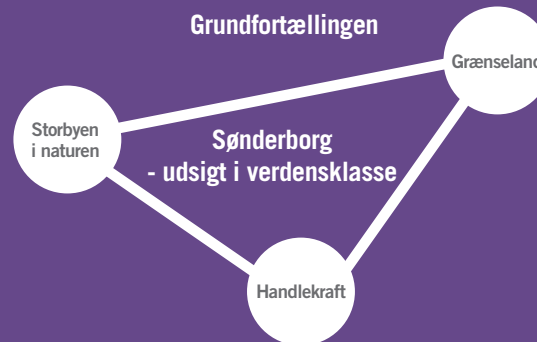 Grundfortællingen
Grænseland
Storbyen
i naturen
Sønderborg
- udsigt i verdensklasse
Handlekraft